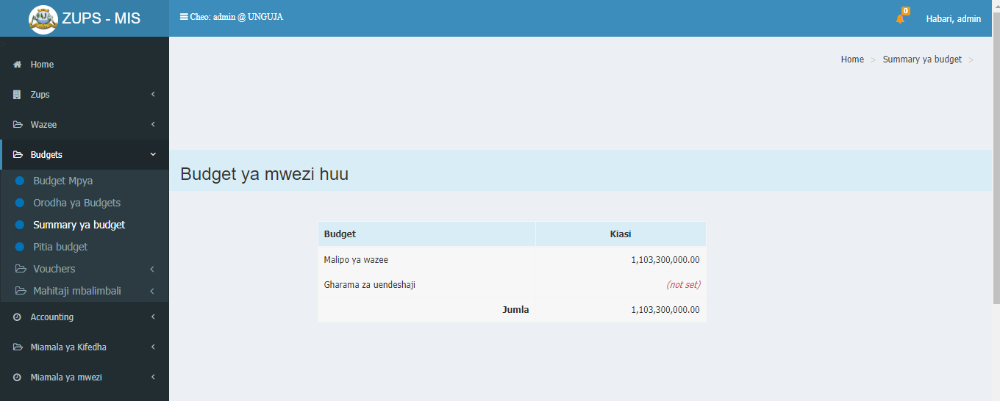 ZUPS - MIS
Cheo: admin @ UNGUJA
0
Habari, admin
Home > Summary ya budget >
Home
Zups
Wazee
Budgets
Budget Mpya
Orodha ya Budgets
Summary ya budget
Pitia budget
Vouchers
Mahitaji mbalimbali
Accounting
Miamala ya Kifedha
Miamala ya mwezi
Budget ya mwezi huu
Budget Kiasi
Malipo ya wazee 1,103,300,000.00
Gharama za uendeshaji (not set)
Jumla 1,103,300,000.00